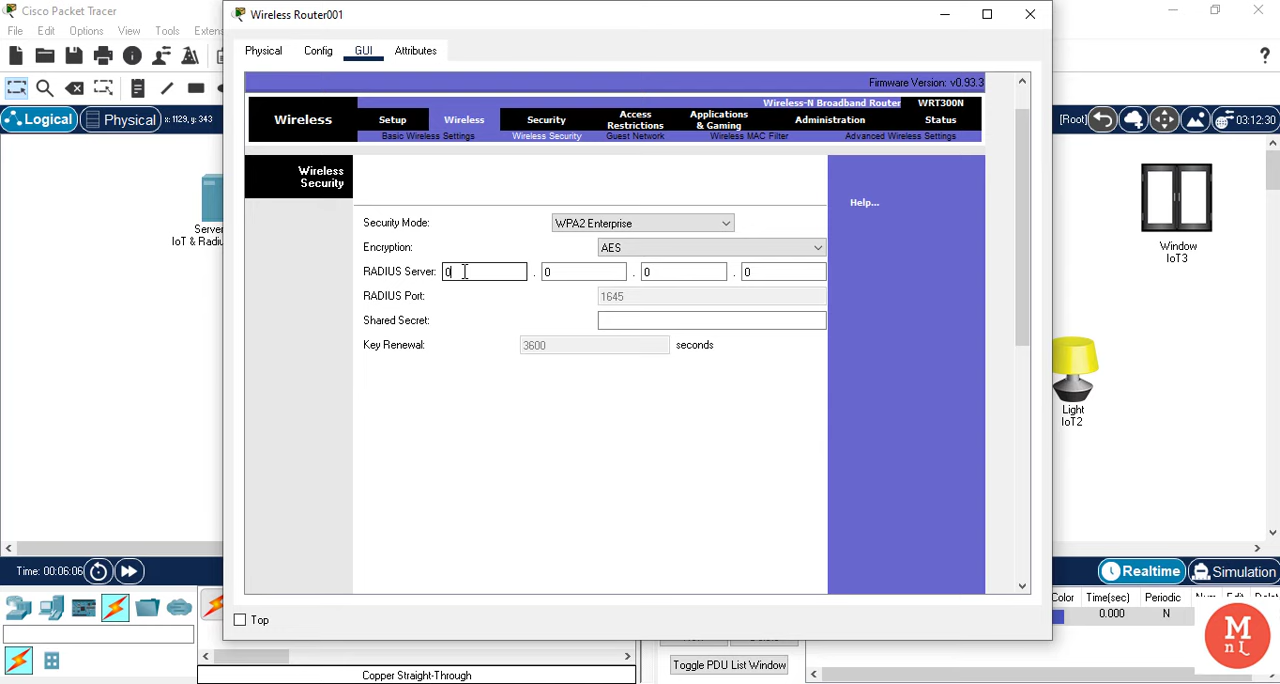 Cisco Packet Tracer
Wireless Router001
File Edit Options View Tools Extens
Physical Config GUI Attributes
Firmware Version: v0.93.3
Wireless-N Broadband Router WRT300N
Wireless
Setup Wireless Security Access Restrictions Applications & Gaming Administration Status
Basic Wireless Settings Wireless Security Guest Network Wireless MAC Filter Advanced Wireless Settings
Logical Physical x: 1129, y: 343
[Root] 03:12:30
Wireless
Security
Help...
Security Mode: WPA2 Enterprise
Encryption: AES
RADIUS Server: 0 . 0 . 0 . 0
RADIUS Port: 1645
Shared Secret:
Key Renewal: 3600 seconds
Server
IoT & Radiu
Window
IoT3
Light
IoT2
Time: 00:06:06
Realtime Simulation
Top
Color Time(sec) Periodic Num Edit Delet
0.000 N
Toggle PDU List Window
Copper Straight-Through
M
nL